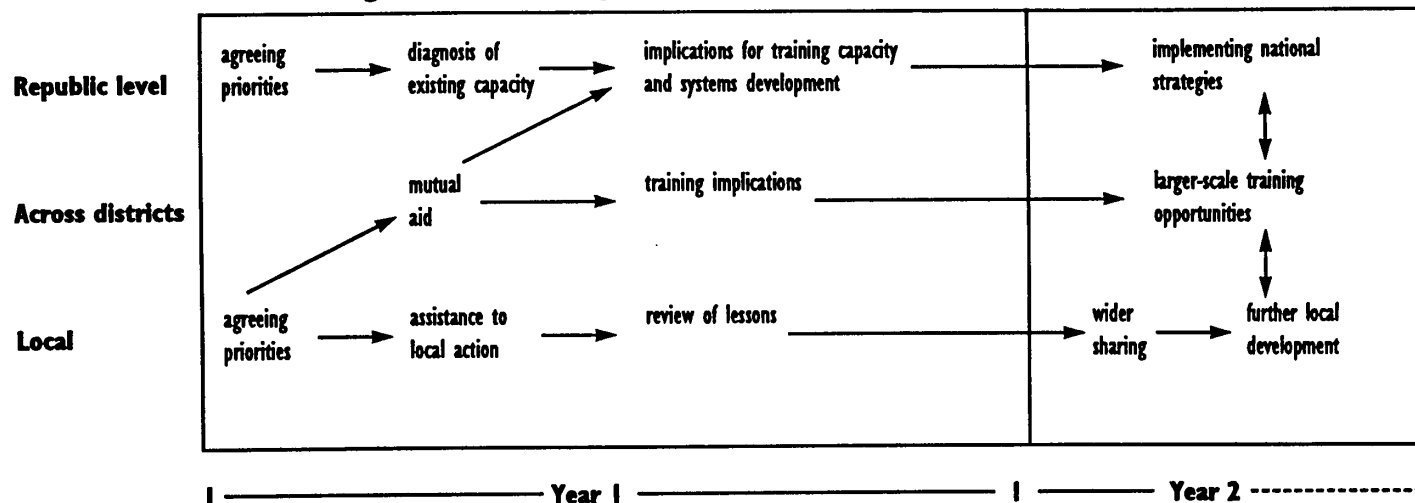 Republic level
agreeing
priorities
diagnosis of
existing capacity
implications for training capacity
and systems development
implementing national
strategies
Across districts
mutual
aid
training implications
larger-scale training
opportunities
Local
agreeing
priorities
assistance to
local action
review of lessons
wider
sharing
further local
development
Year 1
Year 2